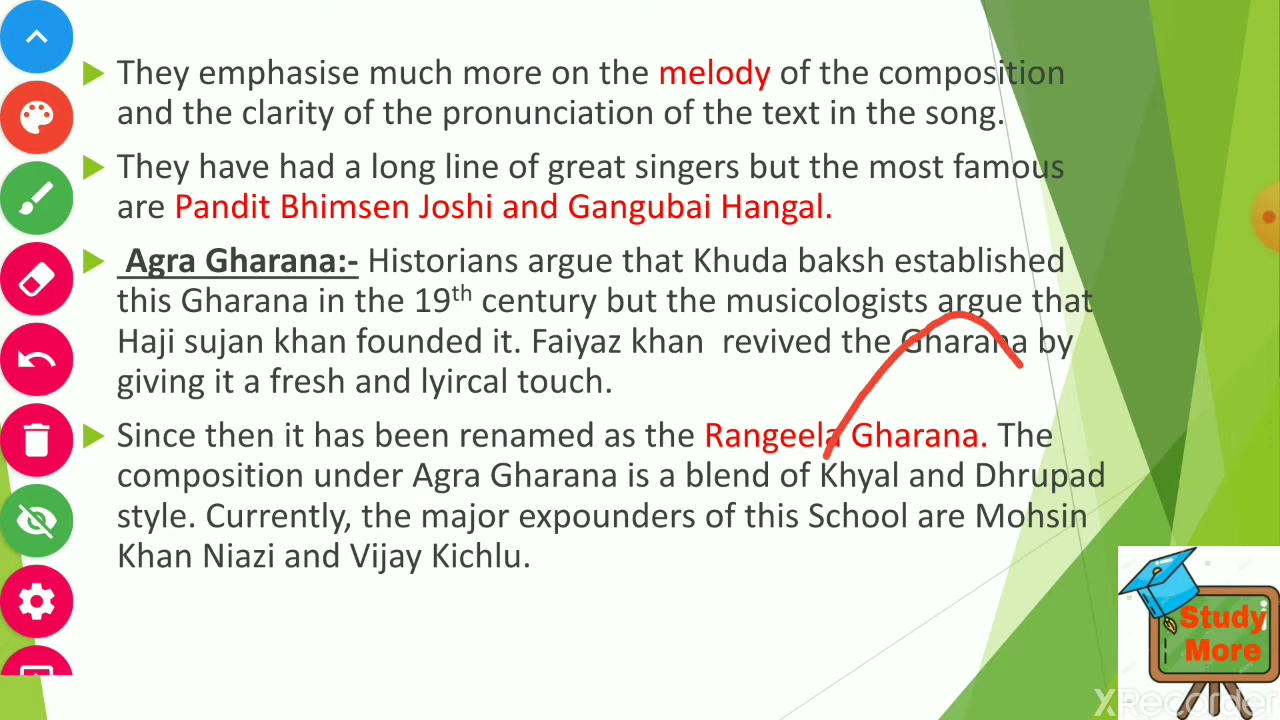 They emphasise much more on the melody of the composition
and the clarity of the pronunciation of the text in the song.
They have had a long line of great singers but the most famous
are Pandit Bhimsen Joshi and Gangubai Hangal.
Agra Gharana:- Historians argue that Khuda baksh established
this Gharana in the 19th century but the musicologists argue that
Haji sujan khan founded it. Faiyaz khan revived the Gharana by
giving it a fresh and lyircal touch.
Since then it has been renamed as the Rangeela Gharana. The
composition under Agra Gharana is a blend of Khyal and Dhrupad
style. Currently, the major expounders of this School are Mohsin
Khan Niazi and Vijay Kichlu.
Study
More
XRecorder